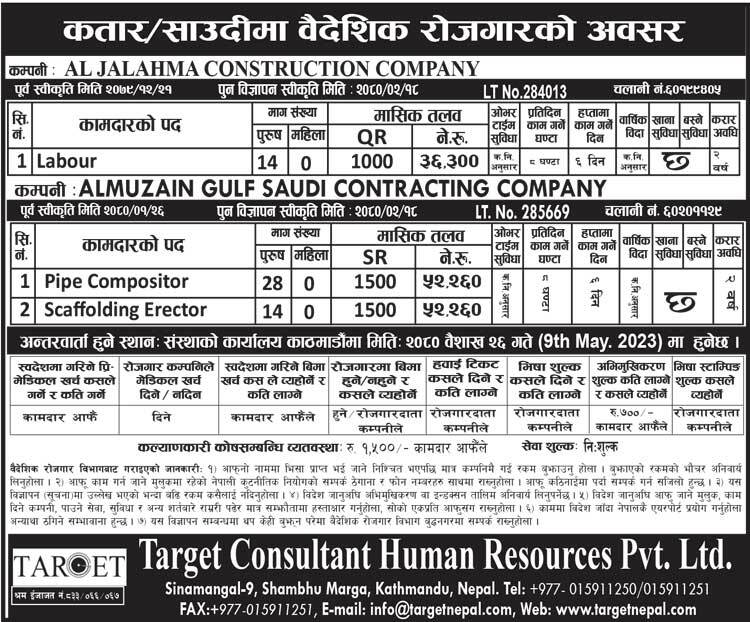 कतार/साउदीमा वैदेशिक रोजगारको अवसर
कम्पनी : AL JALAHMA CONSTRUCTION COMPANY
पूर्व स्वीकृति मिति २०७९/१२/२१ पुन विज्ञापन स्वीकृति मिति : २०८०/०२/१८ LT No.284013 चलानी नं.६०१९९४०५
सि.नं. कामदारको पद माग संख्या पुरुष महिला मासिक तलव QR ने.रू. ओभर टाईम सुविधा प्रतिदिन काम गर्ने घण्टा हप्तामा काम गर्ने दिन वार्षिक विदा खाना सुविधा बस्ने सुविधा करार अवधि
1 Labour 14 0 1000 ३६,३०० क.नि. अनुसार ८ घण्टा ६ दिन क.नि. अनुसार छ २ वर्ष
कम्पनी : ALMUZAIN GULF SAUDI CONTRACTING COMPANY
पूर्व स्वीकृति मिति २०८०/०१/२६ पुन विज्ञापन स्वीकृति मिति : २०८०/०२/१८ LT. No. 285669 चलानी नं. ६०२०११२९
सि.नं. कामदारको पद माग संख्या पुरुष महिला मासिक तलव SR ने.रू. ओभर टाईम सुविधा प्रतिदिन काम गर्ने घण्टा हप्तामा काम गर्ने दिन वार्षिक विदा खाना सुविधा बस्ने सुविधा करार अवधि
1 Pipe Compositor 28 0 1500 ५२.२६० क.नि. अनुसार ८ घण्टा ६ दिन क.नि. अनुसार छ २ वर्ष
2 Scaffolding Erector 14 0 1500 ५२.२६०
अन्तरवार्ता हुने स्थानः संस्थाको कार्यालय काठमाडौंमा मितिः २०८० वैशाख २६ गते (9th May. 2023) मा हुनेछ ।
स्वदेशमा गरिने प्रि-मेडिकल खर्च कसले गर्ने र कति गर्ने रोजगार कम्पनिले मेडिकल खर्च दिने / नदिन स्वदेशमा गरिने बिमा खर्च कस ले व्यहोर्ने र कति लाग्ने रोजगारमा बिमा हुने/नहुने र कसले व्यहोर्ने हवाई टिकट कसले दिने र कति लाग्ने भिषा शुल्क कसले दिने र कति लाग्ने अभिमुखिकरण शुल्क कति लाग्ने र कसले व्यहोर्ने भिषा स्टाम्पिङ शुल्क कसले व्यहोर्ने
कामदार आफै दिने कामदार आफैले हुने/रोजगारदाता कम्पनीले रोजगारदाता कम्पनीले रोजगारदाता कम्पनीले रु.७००/- कामदार आफैले रोजगारदाता कम्पनीले
कल्याणकारी कोषसम्बन्धि व्यतवस्थाः रु. १,५००/- कामदार आफैंले सेवा शुल्कः निःशुल्क
वैदेशिक रोजगार विभागबाट गराइएको जानकारी: १) आफ्नो नाममा भिसा प्राप्त भई जाने निश्चित भएपछि मात्र कम्पनिमै गई रकम बुझाउनु होला । बुझाएको रकमको भौचर अनिवार्य
लिनुहोला । २) आफू काम गर्न जाने मुलुकमा रहेको नेपाली कुटनीतिक नियोगको सम्पर्क ठेगाना र फोन नम्बरहरु साथमा राख्नुहोला । आफू कठिनाईमा पर्दा सम्पर्क गर्न सजिलो हुन्छ । ३) यस
विज्ञापन (सूचना)मा उल्लेख भएको भन्दा बढि रकम कसैलाई नदिनुहोला । ४) विदेश जानुअघि अभिमुखिकरण वा इन्डक्सन तालिम अनिवार्य लिनुपर्नेछ । ५) विदेश जानुअघि आफू जाने मुलुक, काम
दिने कम्पनी, पाउने सेवा, सुविधा र अन्य शर्तबारे राम्ररी पढेर मात्र सम्झौतामा हस्ताक्षर गर्नुहोला, सोको एकप्रति आफुसग राख्नुहोला । ६) काममा विदेश जाँदा नेपालकै एयरपोर्ट प्रयोग गर्नुहोला
अन्यथा ठगिने सम्भावना हुन्छ । ७) यस विज्ञापन सम्बन्धमा थप केही बुझ्न परेमा वैदेशिक रोजगार विभाग बुद्धनगरमा सम्पर्क राख्नुहोला ।
TARGET
श्रम ईजाजत नं.८३३/०६६/०६७
Target Consultant Human Resources Pvt. Ltd.
Sinamangal-9, Shambhu Marga, Kathmandu, Nepal. Tel: +977- 015911250/015911251
FAX:+977-015911251, E-mail: info@targetnepal.com, Web: www.targetnepal.com